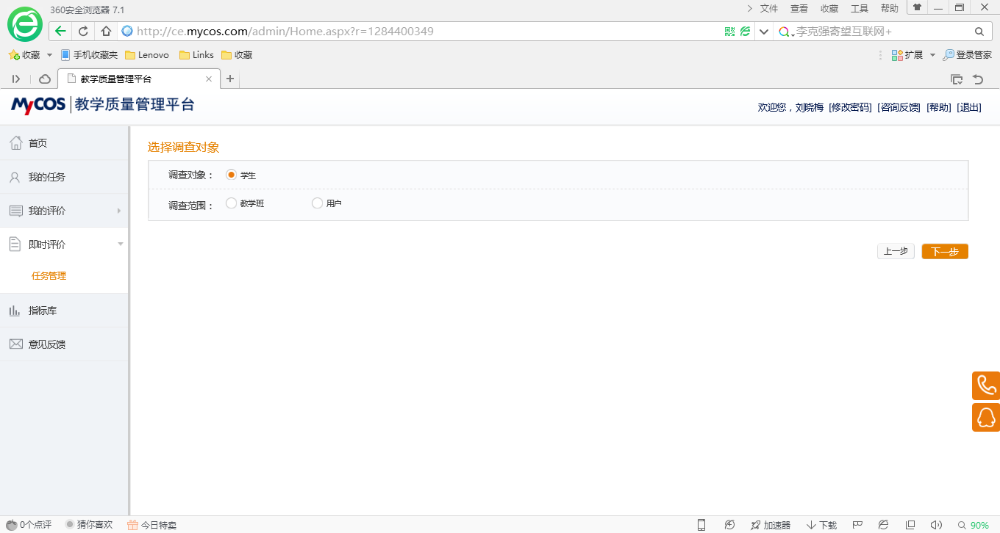 360安全浏览器 7.1
文件 查看 收藏 工具 帮助
http://ce.mycos.com/admin/Home.aspx?r=1284400349
李克强寄望互联网+
收藏 手机收藏夹 Lenovo Links 收藏
扩展 登录管家
教学质量管理平台
MyCOS 教学质量管理平台
欢迎您，刘晓梅 [修改密码] [咨询反馈] [帮助] [退出]
首页
我的任务
我的评价
即时评价
任务管理
指标库
意见反馈
选择调查对象
调查对象： 学生
调查范围： 教学班 用户
上一步 下一步
0个点评 猜你喜欢 今日特卖
加速器 下载 90%